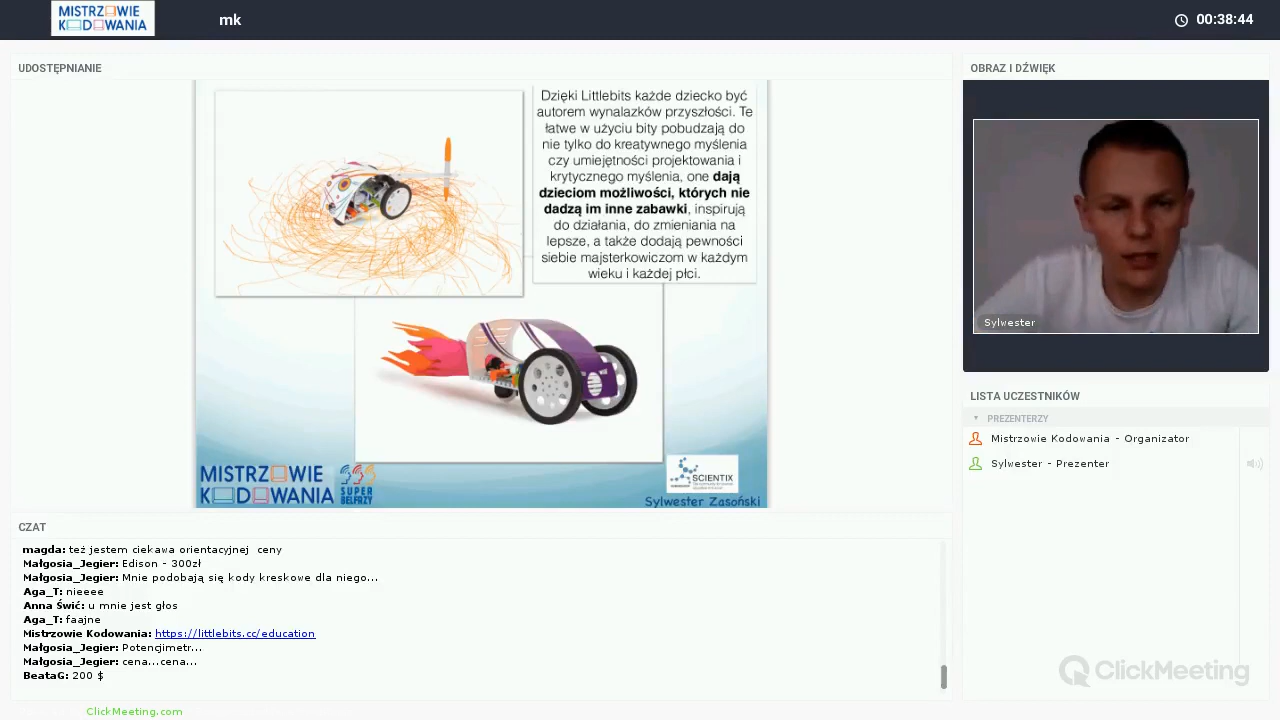 MISTRZOWIE
KODOWANIA
mk
00:38:44
UDOSTĘPNIANIE
Dzięki Littlebits każde dziecko być
autorem wynalazków przyszłości. Te
łatwe w użyciu bity pobudzają do
nie tylko do kreatywnego myślenia
czy umiejętności projektowania i
krytycznego myślenia, one dają
dzieciom możliwości, których nie
dadzą im inne zabawki, inspirują
do działania, do zmieniania na
lepsze, a także dodają pewności
siebie majsterkowiczom w każdym
wieku i każdej płci.
MISTRZOWIE
KODOWANIA
SUPER
BELFRZY
SCIENTIX
Sylwester Zasoński
OBRAZ I DŹWIĘK
Sylwester
LISTA UCZESTNIKÓW
PREZENTERZY
Mistrzowie Kodowania - Organizator
Sylwester - Prezenter
CZAT
magda: też jestem ciekawa orientacyjnej ceny
Małgosia_Jegier: Edison - 300zł
Małgosia_Jegier: Mnie podobają się kody kreskowe dla niego...
Aga_T: nieeee
Anna Świć: u mnie jest głos
Aga_T: faajne
Mistrzowie Kodowania: https://littlebits.cc/education
Małgosia_Jegier: Potencjimetr...
Małgosia_Jegier: cena...cena...
BeataG: 200 $
ClickMeeting
ClickMeeting.com